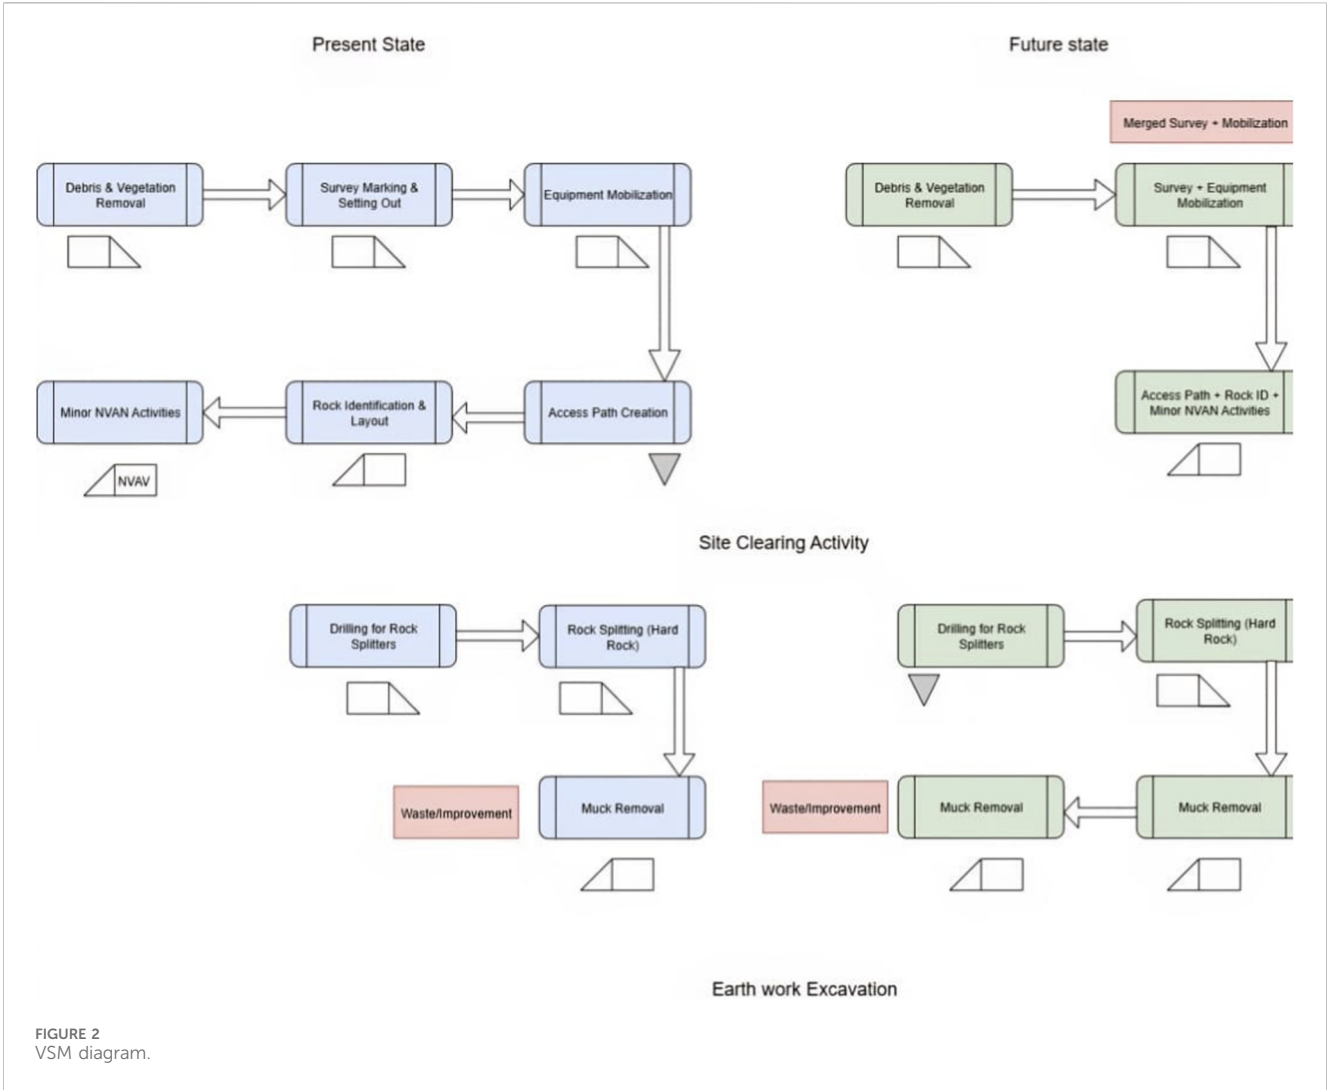 Present State
Future state
Merged Survey + Mobilization
Debris & Vegetation
Removal
Survey Marking &
Setting Out
Equipment Mobilization
Debris & Vegetation
Removal
Survey + Equipment
Mobilization
Minor NVAN Activities
Rock Identification &
Layout
Access Path Creation
Access Path + Rock ID +
Minor NVAN Activities
NVAV
Site Clearing Activity
Drilling for Rock
Splitters
Rock Splitting (Hard
Rock)
Drilling for Rock
Splitters
Rock Splitting (Hard
Rock)
Waste/Improvement
Muck Removal
Waste/Improvement
Muck Removal
Muck Removal
Earth work Excavation
FIGURE 2
VSM diagram.